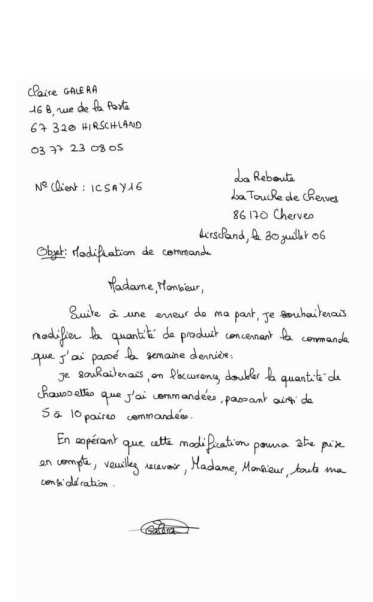 Claire GALERA
16 B, rue de la Poste
67 320 HIRSCHLAND
03 77 23 08 05
N° Client : ICSAY16
La Reboute
La Touche de Cherves
86170 Cherves
Hirschland, le 30 juillet 06
Objet : Modification de commande
Madame, Monsieur,
Suite à une erreur de ma part, je souhaiterais
modifier la quantité de produit concernant la commande
que j'ai passé la semaine dernière.
je souhaiterais, en l'occurency, doubler la quantité de
chaussettes que j'ai commandées, passant ainsi de
5 à 10 paires commandées.
En espérant que cette modification pourra être prise
en compte, veuillez recevoir, Madame, Monsieur, toute ma
considération.
Galera